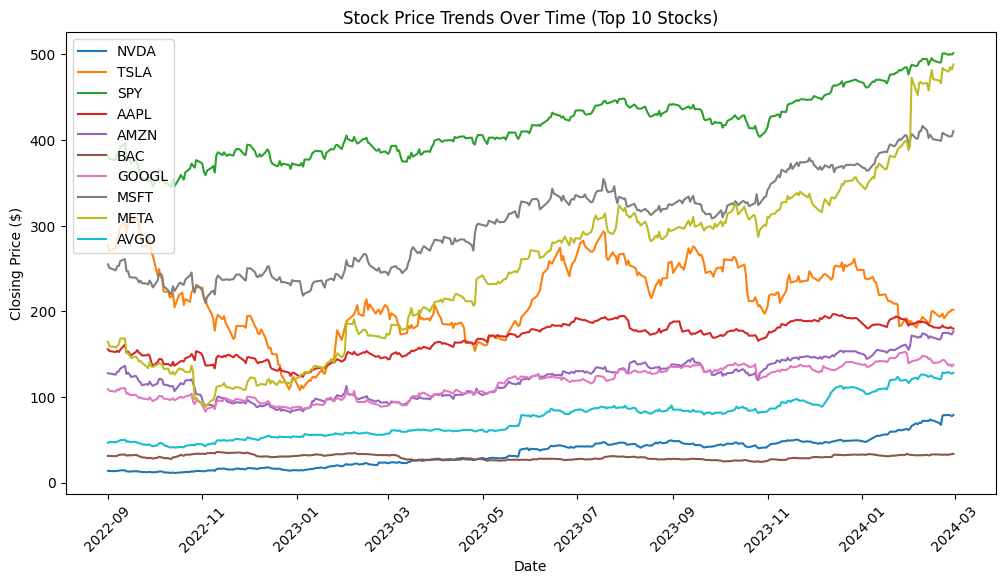 Stock Price Trends Over Time (Top 10 Stocks)
Closing Price ($)
500
400
300
200
100
0
NVDA
TSLA
SPY
AAPL
AMZN
BAC
GOOGL
MSFT
META
AVGO
2022-09
2022-11
2023-01
2023-03
2023-05
2023-07
2023-09
2023-11
2024-01
2024-03
Date